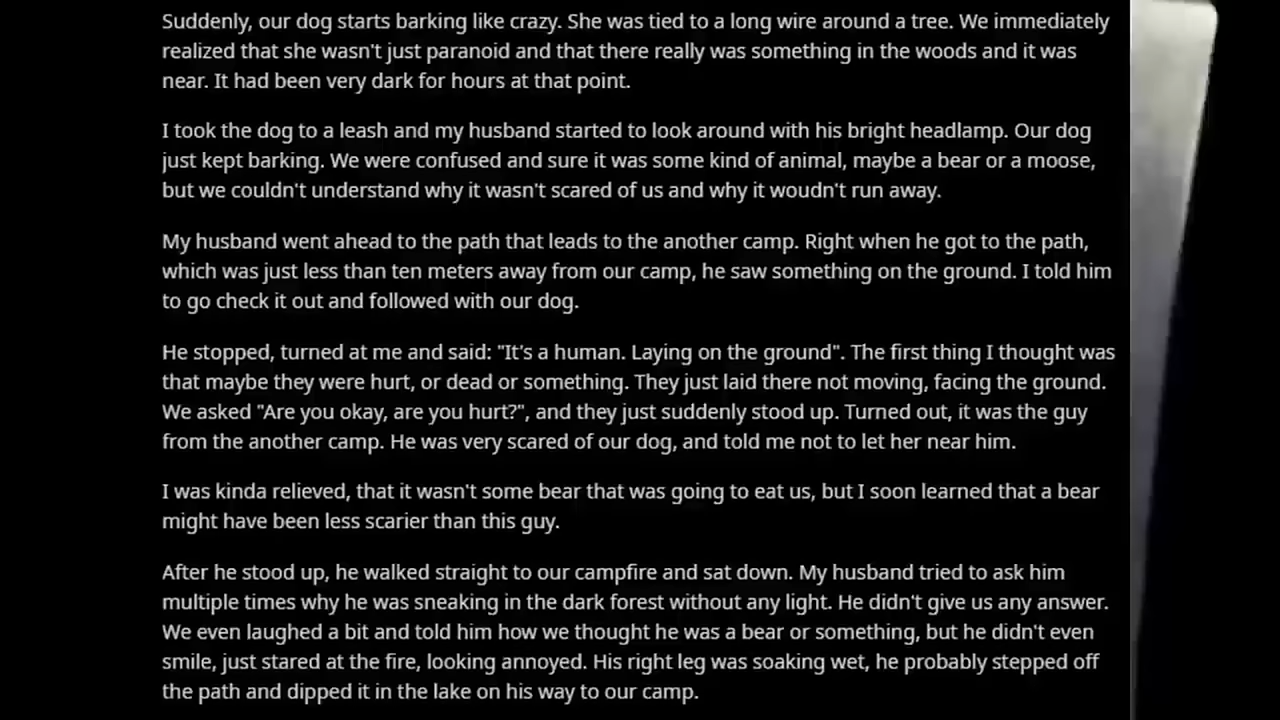 Suddenly, our dog starts barking like crazy. She was tied to a long wire around a tree. We immediately
realized that she wasn't just paranoid and that there really was something in the woods and it was
near. It had been very dark for hours at that point.
I took the dog to a leash and my husband started to look around with his bright headlamp. Our dog
just kept barking. We were confused and sure it was some kind of animal, maybe a bear or a moose,
but we couldn't understand why it wasn't scared of us and why it woudn't run away.
My husband went ahead to the path that leads to the another camp. Right when he got to the path,
which was just less than ten meters away from our camp, he saw something on the ground. I told him
to go check it out and followed with our dog.
He stopped, turned at me and said: "It's a human. Laying on the ground". The first thing I thought was
that maybe they were hurt, or dead or something. They just laid there not moving, facing the ground.
We asked "Are you okay, are you hurt?", and they just suddenly stood up. Turned out, it was the guy
from the another camp. He was very scared of our dog, and told me not to let her near him.
I was kinda relieved, that it wasn't some bear that was going to eat us, but I soon learned that a bear
might have been less scarier than this guy.
After he stood up, he walked straight to our campfire and sat down. My husband tried to ask him
multiple times why he was sneaking in the dark forest without any light. He didn't give us any answer.
We even laughed a bit and told him how we thought he was a bear or something, but he didn't even
smile, just stared at the fire, looking annoyed. His right leg was soaking wet, he probably stepped off
the path and dipped it in the lake on his way to our camp.